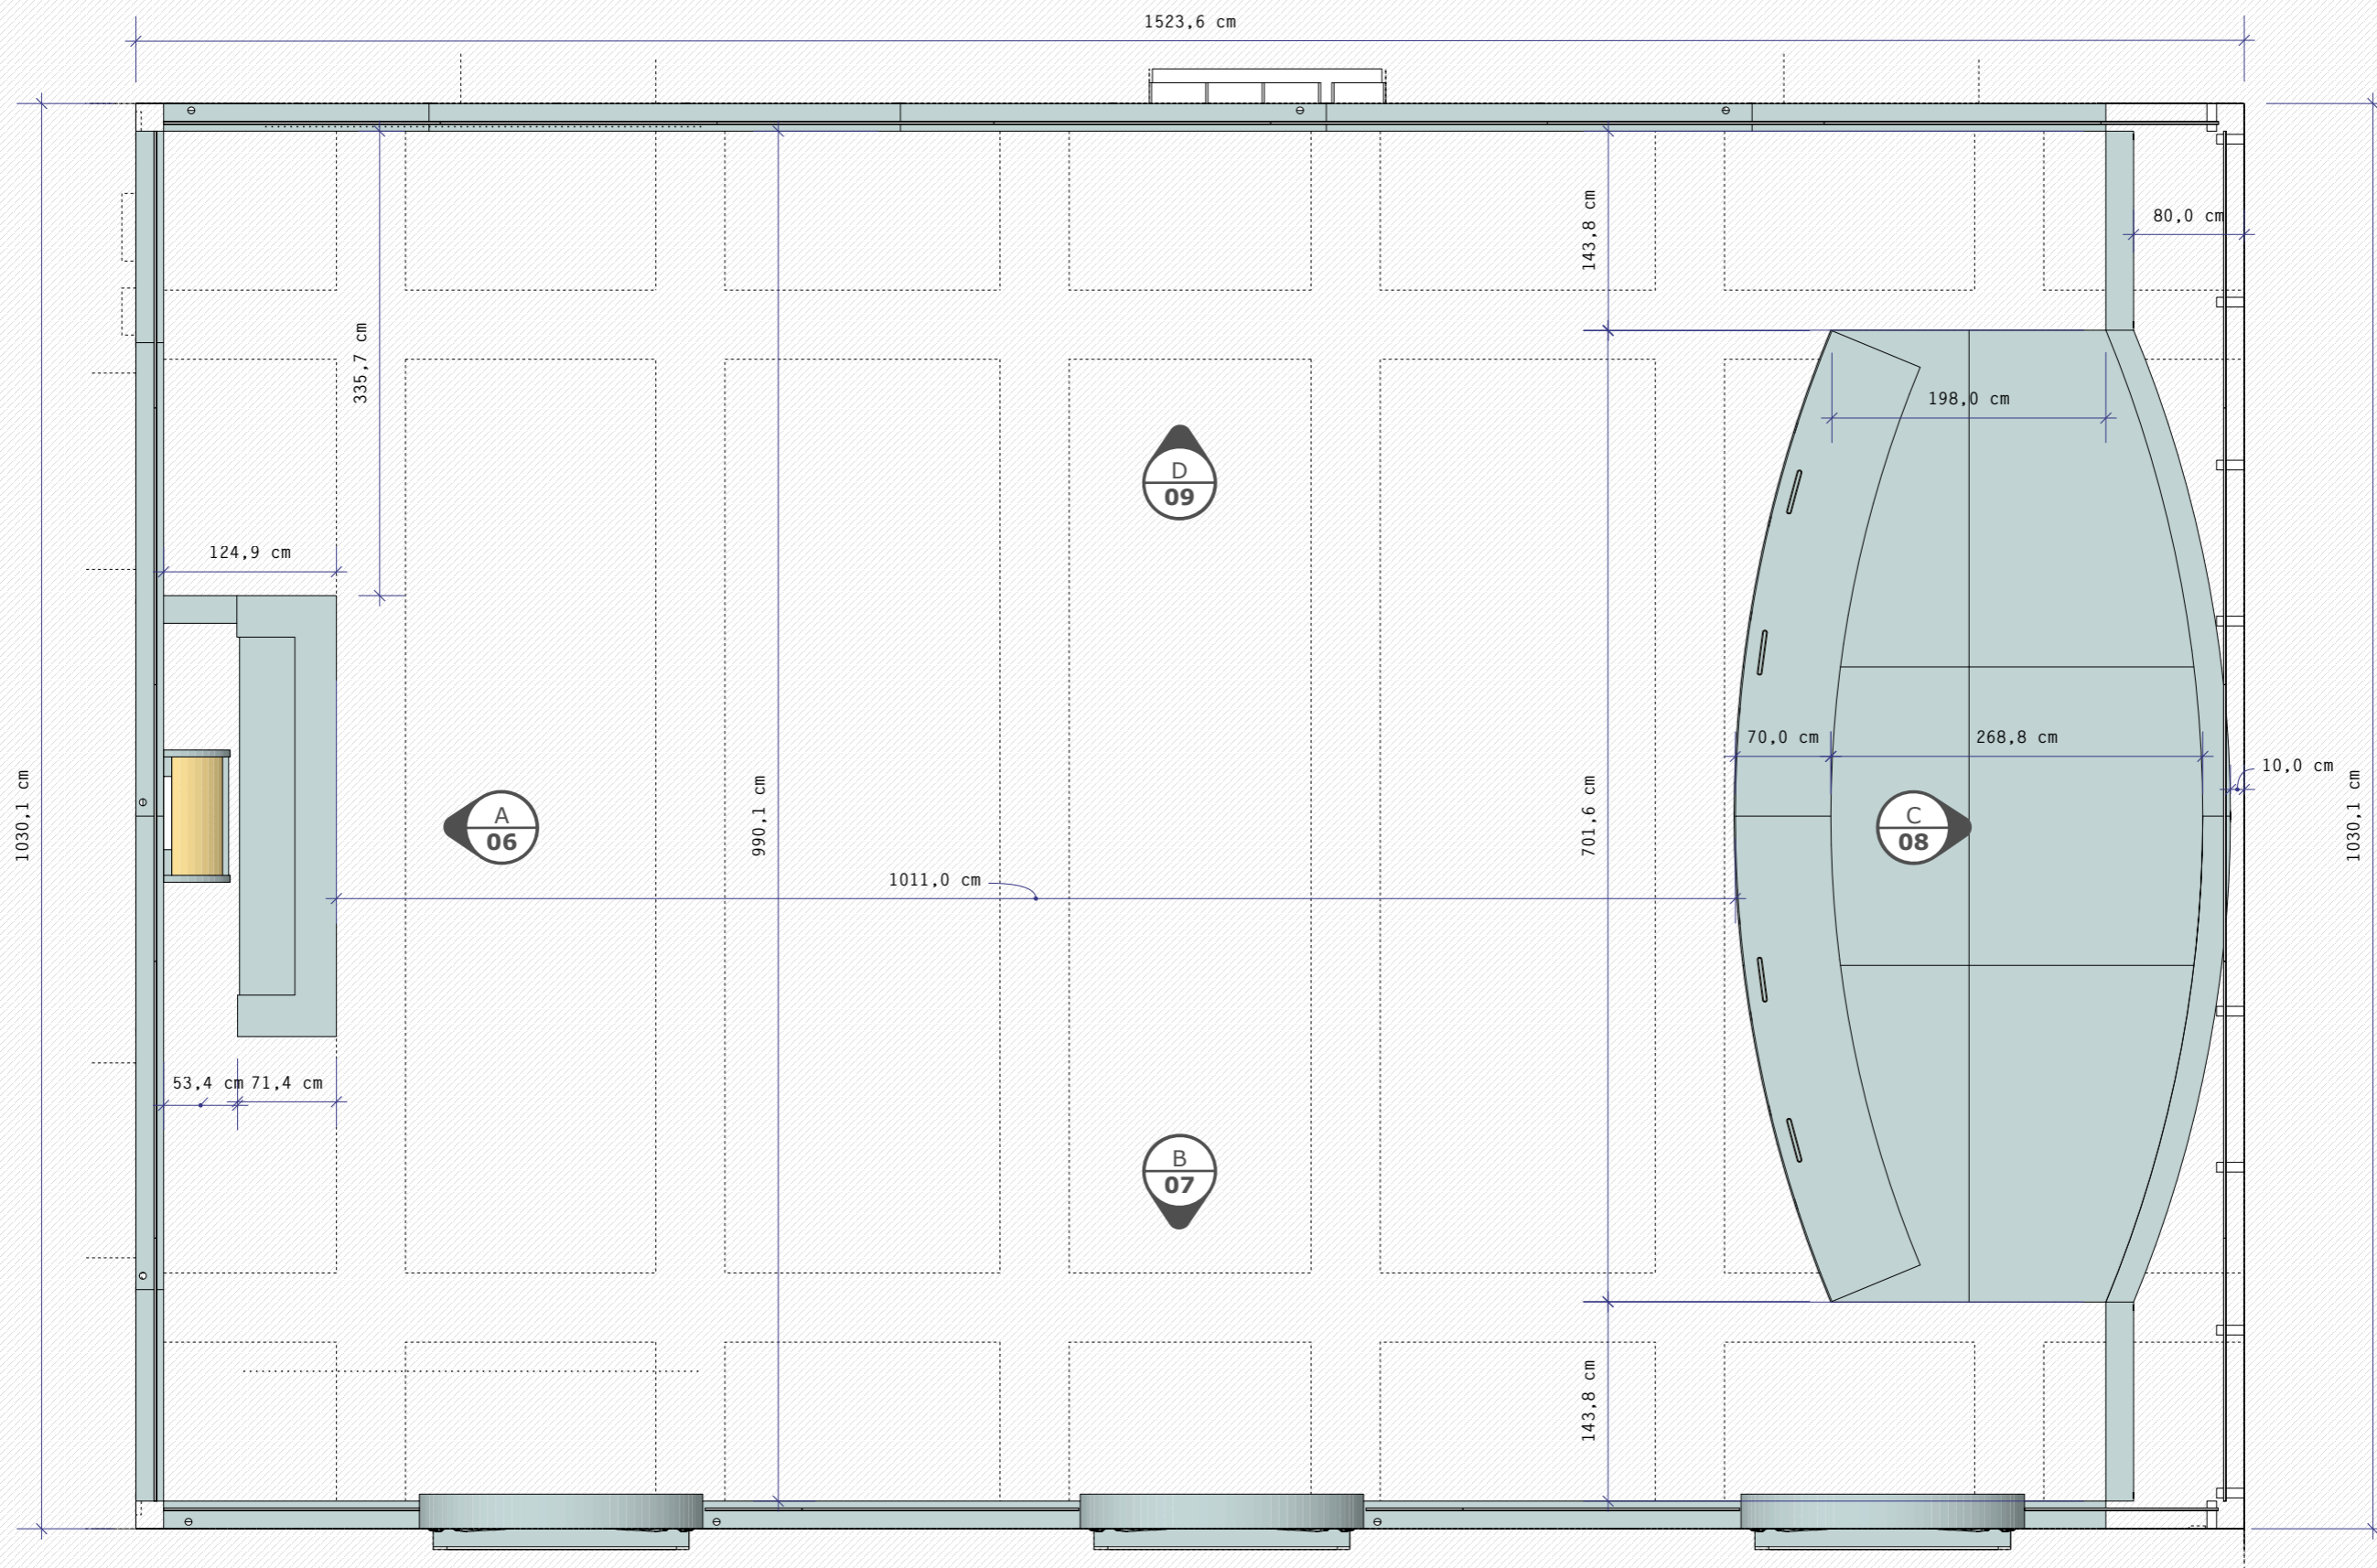 1523,6 cm
143,8 cm
80,0 cm
335,7 cm
198,0 cm
D
09
124,9 cm
70,0 cm
268,8 cm
10,0 cm
1030,1 cm
990,1 cm
701,6 cm
1030,1 cm
A
06
C
08
1011,0 cm
53,4 cm
71,4 cm
B
07
143,8 cm